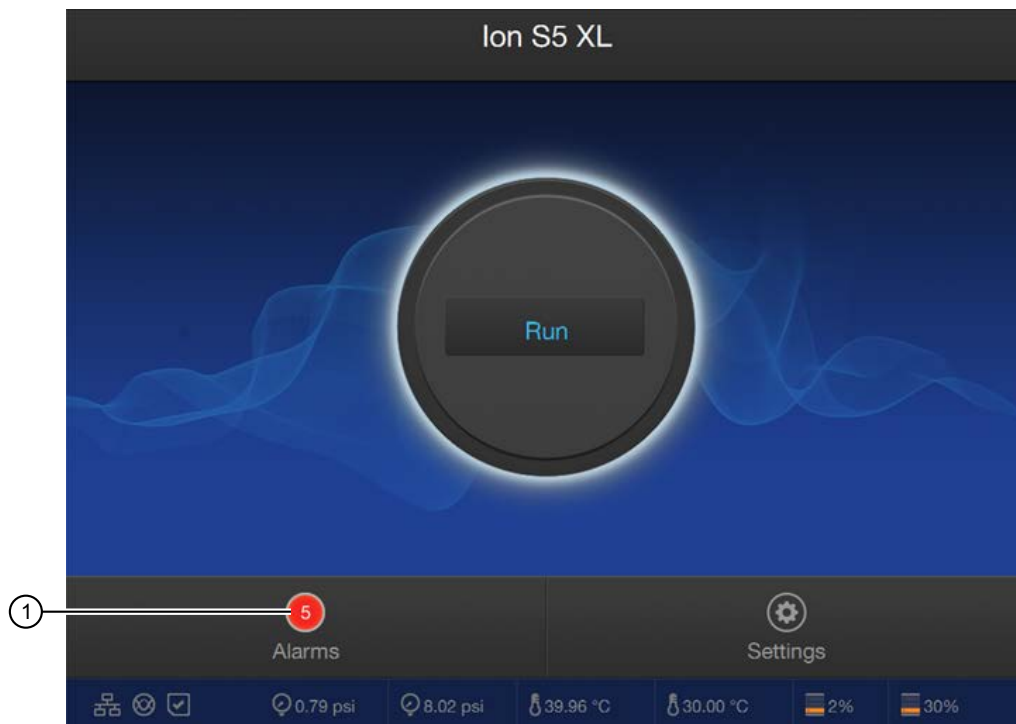 Ion S5 XL
Run
1
5
Alarms
Settings
0.79 psi
8.02 psi
39.96 °C
30.00 °C
2%
30%